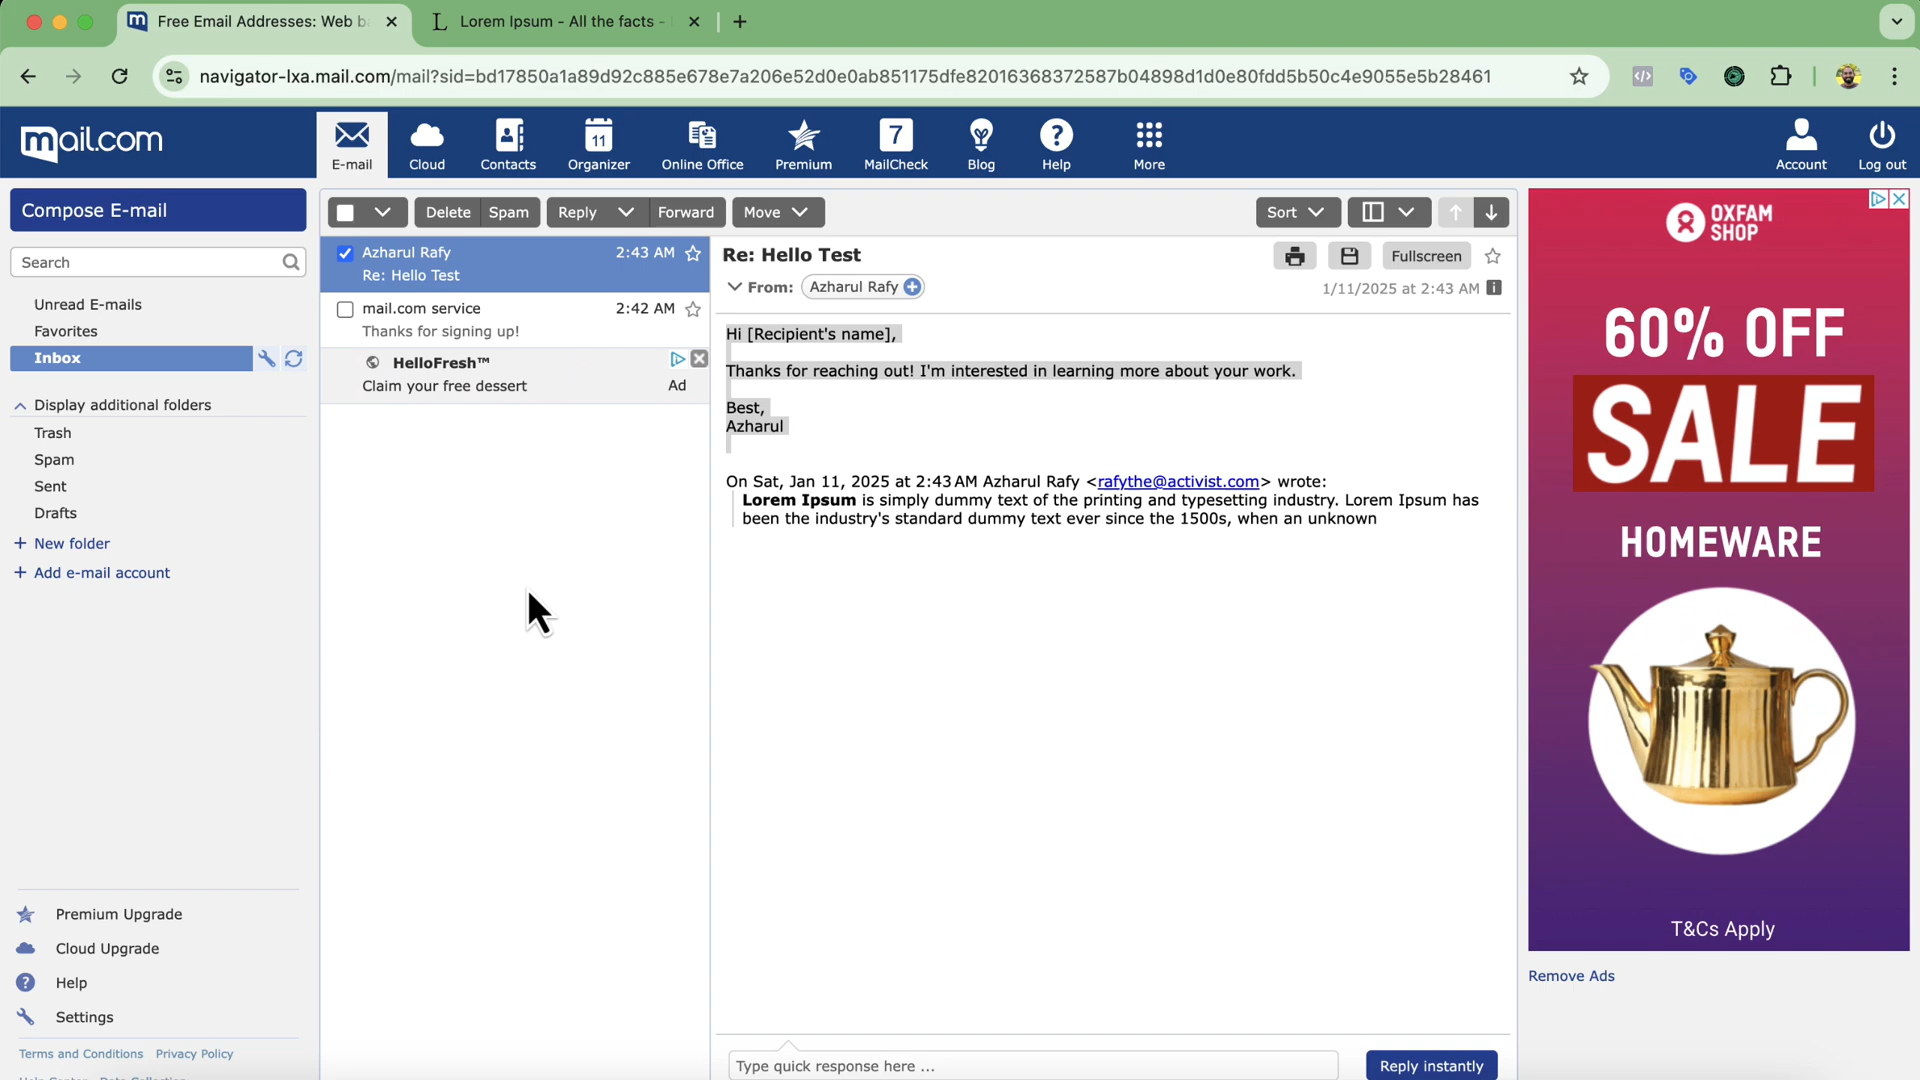 Free Email Addresses: Web b
Lorem Ipsum - All the facts -
navigator-lxa.mail.com/mail?sid=bd17850a1a89d92c885e678e7a206e52d0e0ab851175dfe82016368372587b04898d1d0e80fdd5b50c4e9055e5b28461
mail.com
E-mail
Cloud
Contacts
11
Organizer
Online Office
Premium
7
MailCheck
Blog
Help
More
Account
Log out
Compose E-mail
Search
Unread E-mails
Favorites
Inbox
Display additional folders
Trash
Spam
Sent
Drafts
+ New folder
+ Add e-mail account
Premium Upgrade
Cloud Upgrade
Help
Settings
Terms and Conditions Privacy Policy
Delete Spam Reply Forward Move
Sort
Azharul Rafy 2:43 AM
Re: Hello Test
mail.com service 2:42 AM
Thanks for signing up!
HelloFresh™
Claim your free dessert Ad
Re: Hello Test
Fullscreen
From: Azharul Rafy
1/11/2025 at 2:43 AM
Hi [Recipient's name],
Thanks for reaching out! I'm interested in learning more about your work.
Best,
Azharul
On Sat, Jan 11, 2025 at 2:43 AM Azharul Rafy <rafythe@activist.com> wrote:
Lorem Ipsum is simply dummy text of the printing and typesetting industry. Lorem Ipsum has
been the industry's standard dummy text ever since the 1500s, when an unknown
Type quick response here ...
Reply instantly
OXFAM
SHOP
60% OFF
SALE
HOMEWARE
T&Cs Apply
Remove Ads